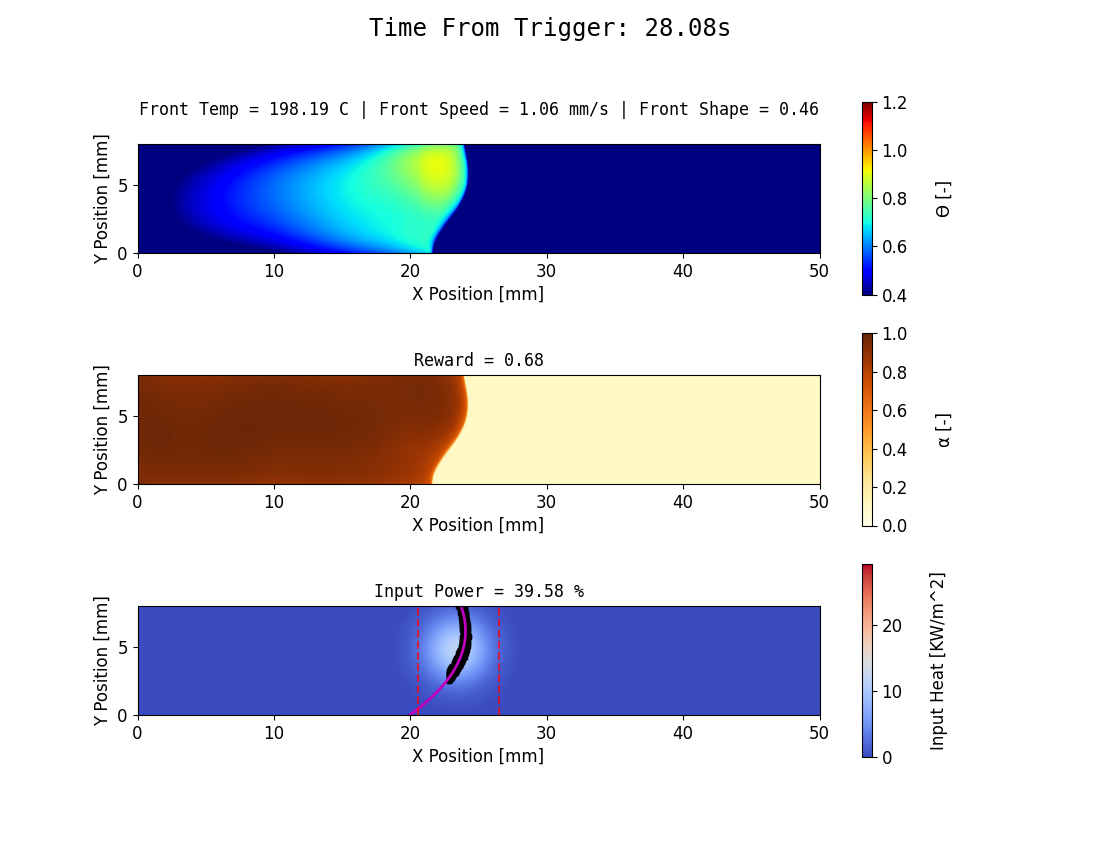 Time From Trigger: 28.08s
Front Temp = 198.19 C | Front Speed = 1.06 mm/s | Front Shape = 0.46
Y Position [mm]
5
0
0 10 20 30 40 50
X Position [mm]
1.2
1.0
0.8
0.6
0.4
Θ [-]
Reward = 0.68
Y Position [mm]
5
0
0 10 20 30 40 50
X Position [mm]
1.0
0.8
0.6
0.4
0.2
0.0
α [-]
Input Power = 39.58 %
Y Position [mm]
5
0
0 10 20 30 40 50
X Position [mm]
20
10
0
Input Heat [KW/m^2]